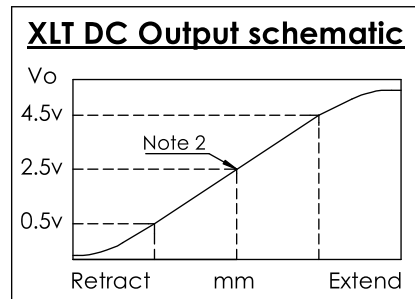 XLT DC Output schematic
Vo
4.5v
Note 2
2.5v
0.5v
Retract mm Extend